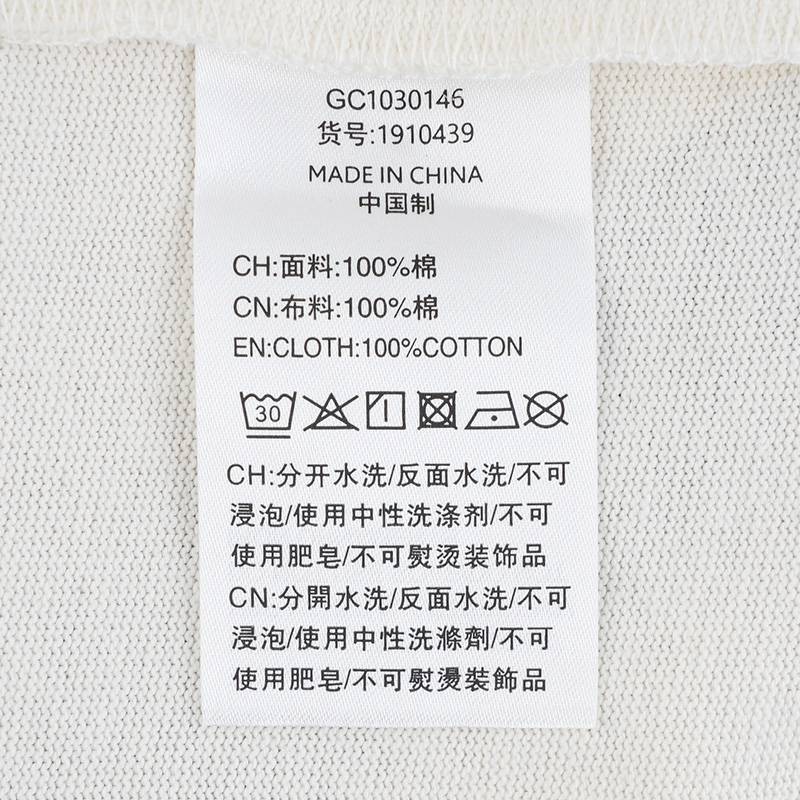 GC1030146
货号:1910439
MADE IN CHINA
中国制
CH:面料:100%棉
CN:布料:100%棉
EN:CLOTH:100%COTTON
30
CH:分开水洗/反面水洗/不可
浸泡/使用中性洗涤剂/不可
使用肥皂/不可熨烫装饰品
CN:分開水洗/反面水洗/不可
浸泡/使用中性洗滌劑/不可
使用肥皂/不可熨燙裝飾品